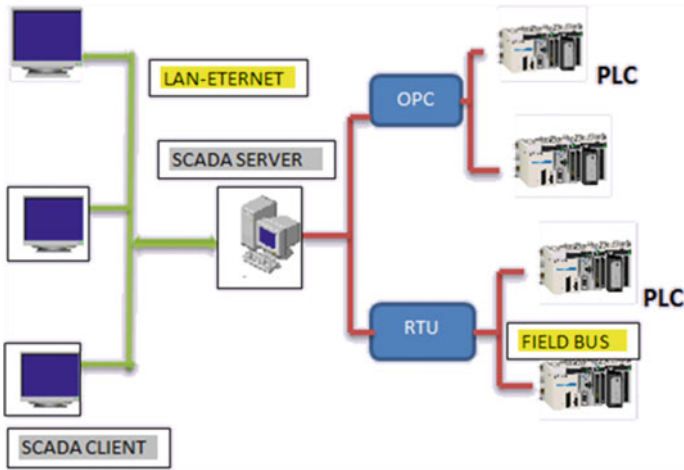 LAN-ETERNET
OPC
PLC
SCADA SERVER
PLC
RTU
FIELD BUS
SCADA CLIENT